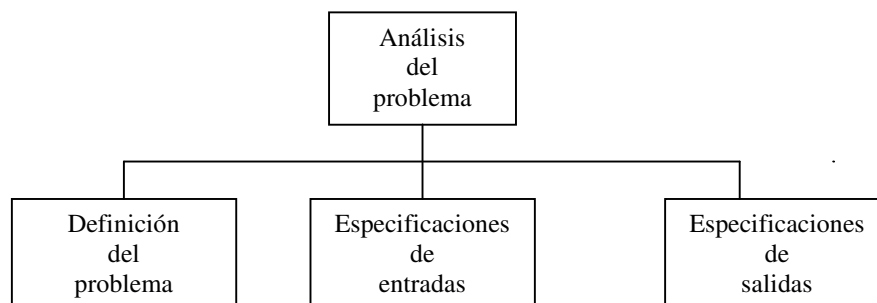 Análisis
del
problema
Definición
del
problema
Especificaciones
de
entradas
Especificaciones
de
salidas